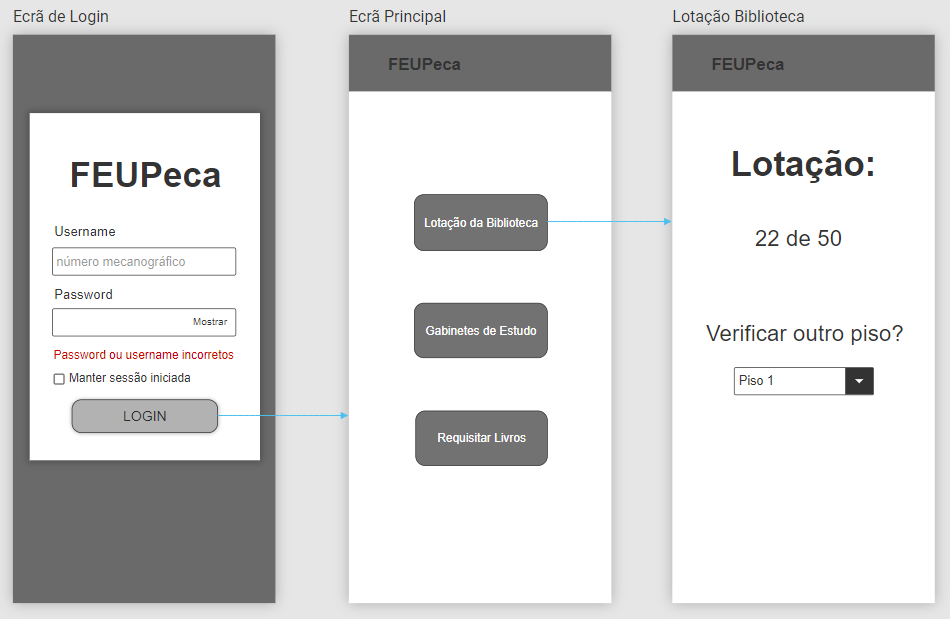 Ecrã de Login
FEUPeca
Username
número mecanográfico
Password
Mostrar
Password ou username incorretos
Manter sessão iniciada
LOGIN
Ecrã Principal
FEUPeca
Lotação da Biblioteca
Gabinetes de Estudo
Requisitar Livros
Lotação Biblioteca
FEUPeca
Lotação:
22 de 50
Verificar outro piso?
Piso 1